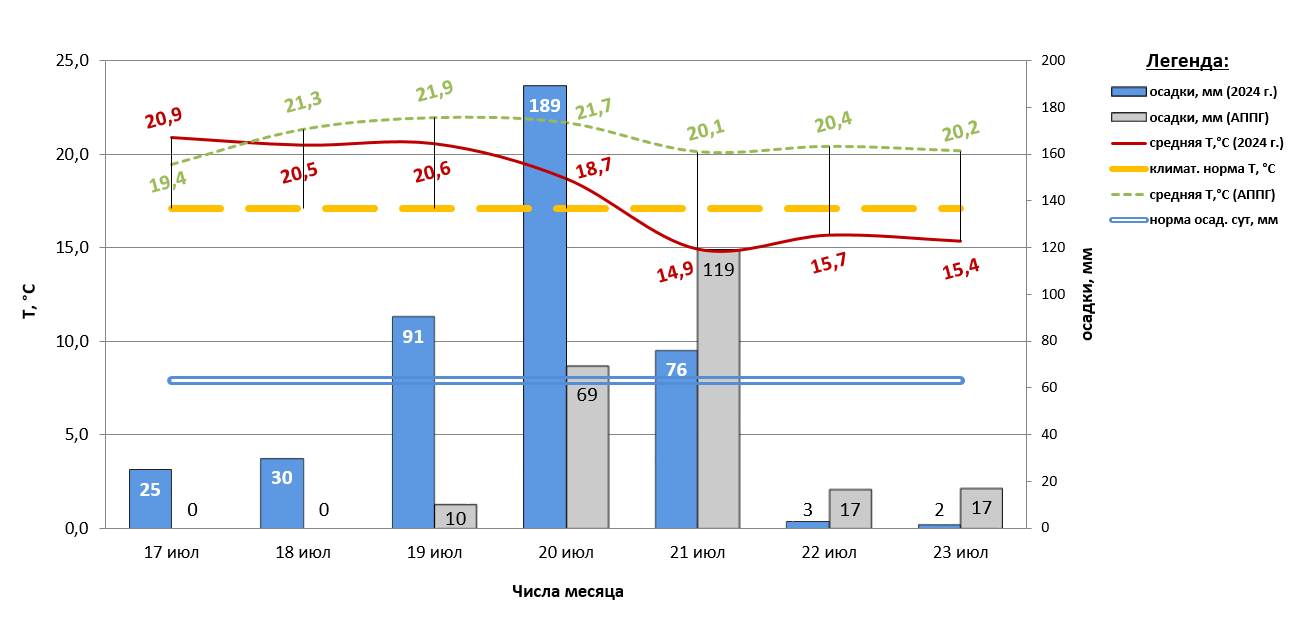 Легенда:
осадки, мм (2024 г.)
осадки, мм (АППГ)
средняя Т,°С (2024 г.)
климат. норма Т, °С
средняя Т,°С (АППГ)
норма осад. сут, мм
Т, °С
25,0
20,0
15,0
10,0
5,0
0,0
20,9
21,3
21,9
21,7
20,1
20,4
20,2
19,4
20,5
20,6
18,7
14,9
15,7
15,4
25
0
30
0
91
10
189
69
76
119
3
17
2
17
200
180
160
140
120
100
80
60
40
20
0
осадки, мм
17 июл
18 июл
19 июл
20 июл
21 июл
22 июл
23 июл
Числа месяца